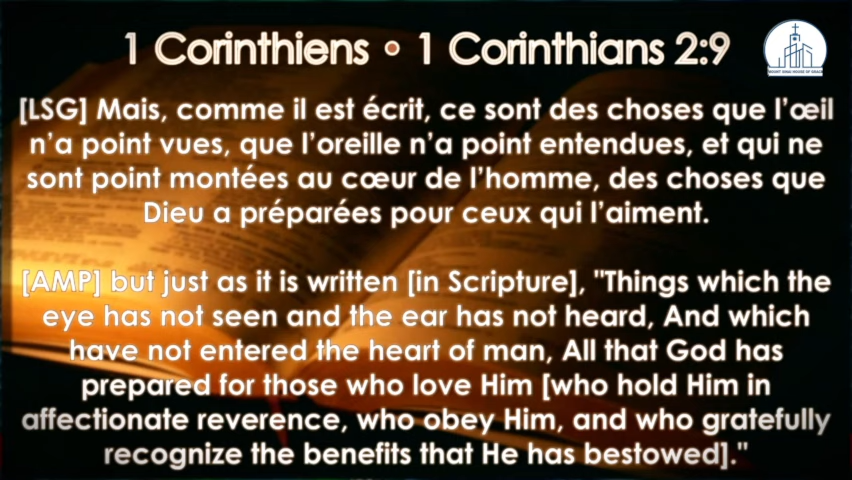 1 Corinthiens • 1 Corinthians 2:9
MOUNT SINAI HOUSE OF GRACE
[LSG] Mais, comme il est écrit, ce sont des choses que l'œil
n'a point vues, que l'oreille n'a point entendues, et qui ne
sont point montées au cœur de l'homme, des choses que
Dieu a préparées pour ceux qui l'aiment.
[AMP] but just as it is written [in Scripture], "Things which the
eye has not seen and the ear has not heard, And which
have not entered the heart of man, All that God has
prepared for those who love Him [who hold Him in
affectionate reverence, who obey Him, and who gratefully
recognize the benefits that He has bestowed]."